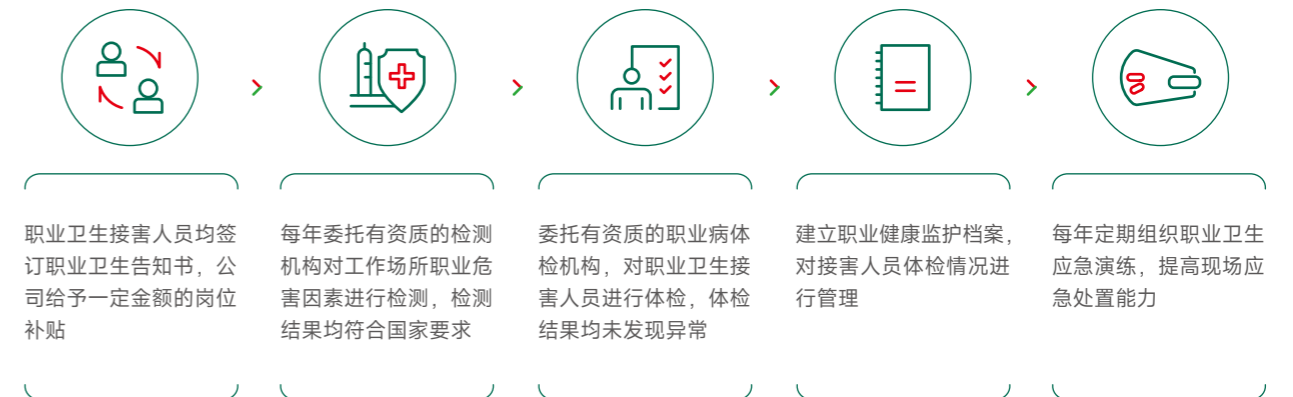 职业卫生接害人员均签
订职业卫生告知书，公
司给予一定金额的岗位
补贴
每年委托有资质的检测
机构对工作场所职业危
害因素进行检测，检测
结果均符合国家要求
委托有资质的职业病体
检机构，对职业卫生接
害人员进行体检，体检
结果均未发现异常
建立职业健康监护档案，
对接害人员体检情况进
行管理
每年定期组织职业卫生
应急演练，提高现场应
急处置能力